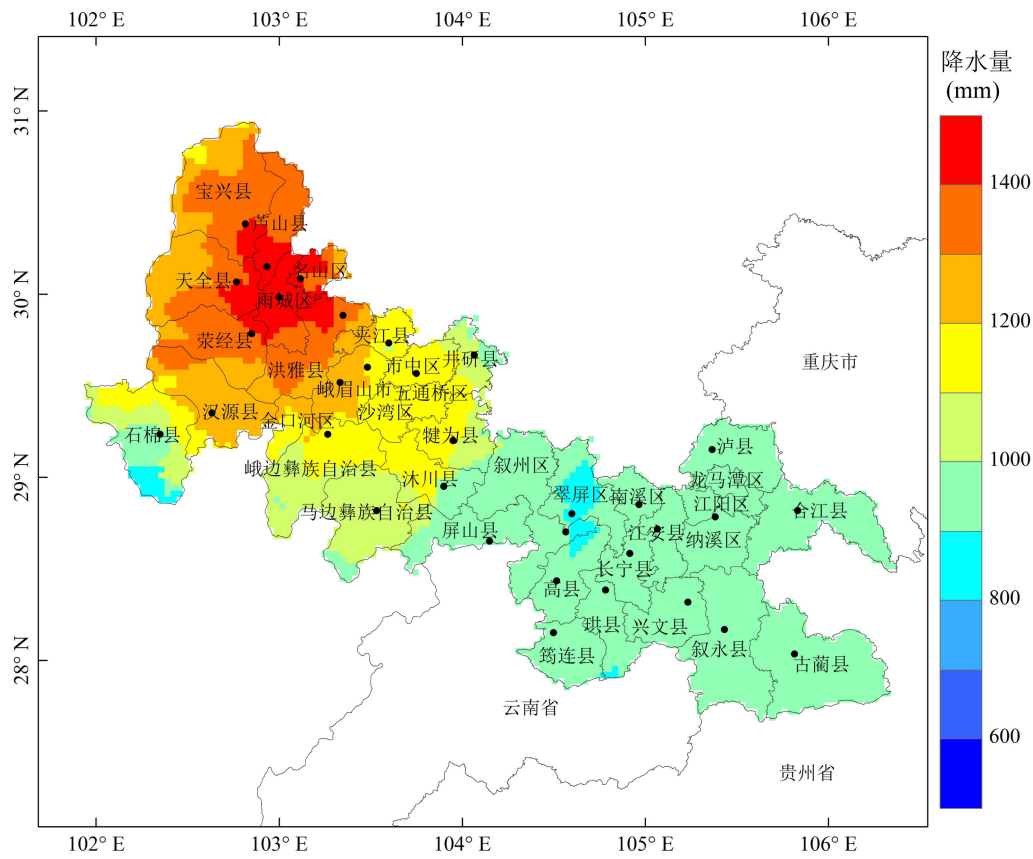 102° E
103° E
104° E
105° E
106° E
降水量
(mm)
31° N
30° N
29° N
28° N
1400
1200
1000
800
600
宝兴县
芦山县
名山区
天全县
雨城区
荥经县
夹江县
井研县
洪雅县
市中区
重庆市
峨眉山市
五通桥区
汉源县
沙湾区
金口河区
石棉县
犍为县
泸县
峨边彝族自治县
叙州区
沐川县
龙马潭区
翠屏区
南溪区
江阳区
马边彝族自治县
合江县
屏山县
江安县
纳溪区
长宁县
高县
珙县
兴文县
叙永县
筠连县
古蔺县
云南省
贵州省
102° E
103° E
104° E
105° E
106° E